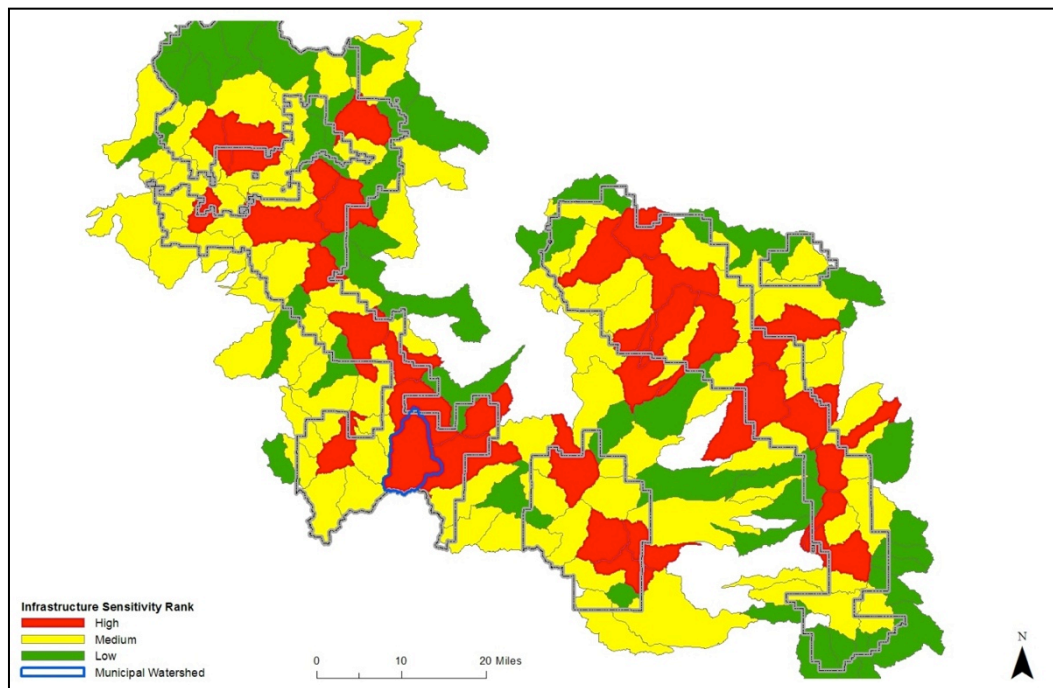 Infrastructure Sensitivity Rank
High
Medium
Low
Municipal Watershed
0 10 20 Miles
N